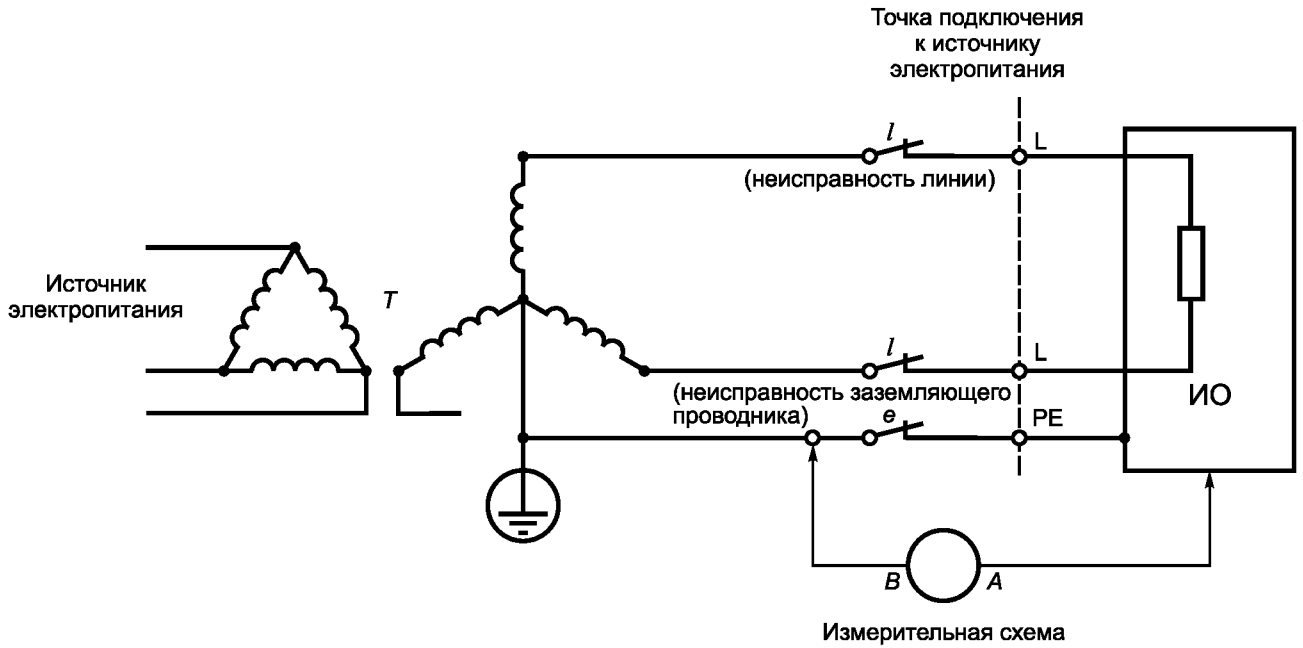 Точка подключения
к источнику
электропитания
l
L
(неисправность линии)
Источник
электропитания
T
l
L
(неисправность заземляющего
проводника)
e
PE
ИО
B
A
Измерительная схема